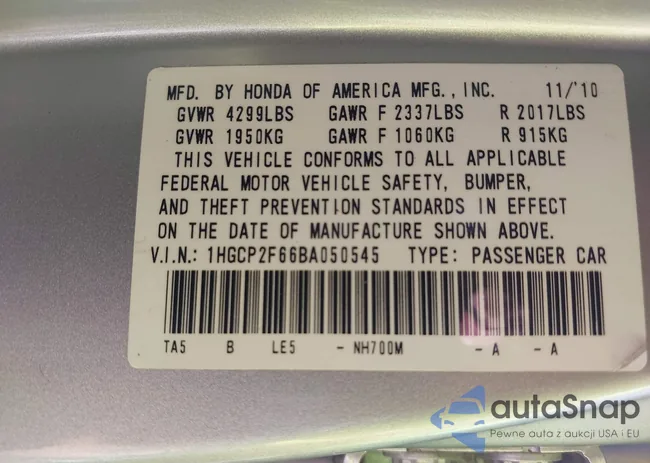 MFD. BY HONDA OF AMERICA MFG., INC. 11/'10
GVWR 4299LBS GAWR F 2337LBS R 2017LBS
GVWR 1950KG GAWR F 1060KG R 915KG
THIS VEHICLE CONFORMS TO ALL APPLICABLE
FEDERAL MOTOR VEHICLE SAFETY, BUMPER,
AND THEFT PREVENTION STANDARDS IN EFFECT
ON THE DATE OF MANUFACTURE SHOWN ABOVE.
V.I.N.: 1HGCP2F66BA050545 TYPE: PASSENGER CAR
TA5 B LE5 - NH700M - A - A
autaSnap
Pewne auta z aukcji USA i EU